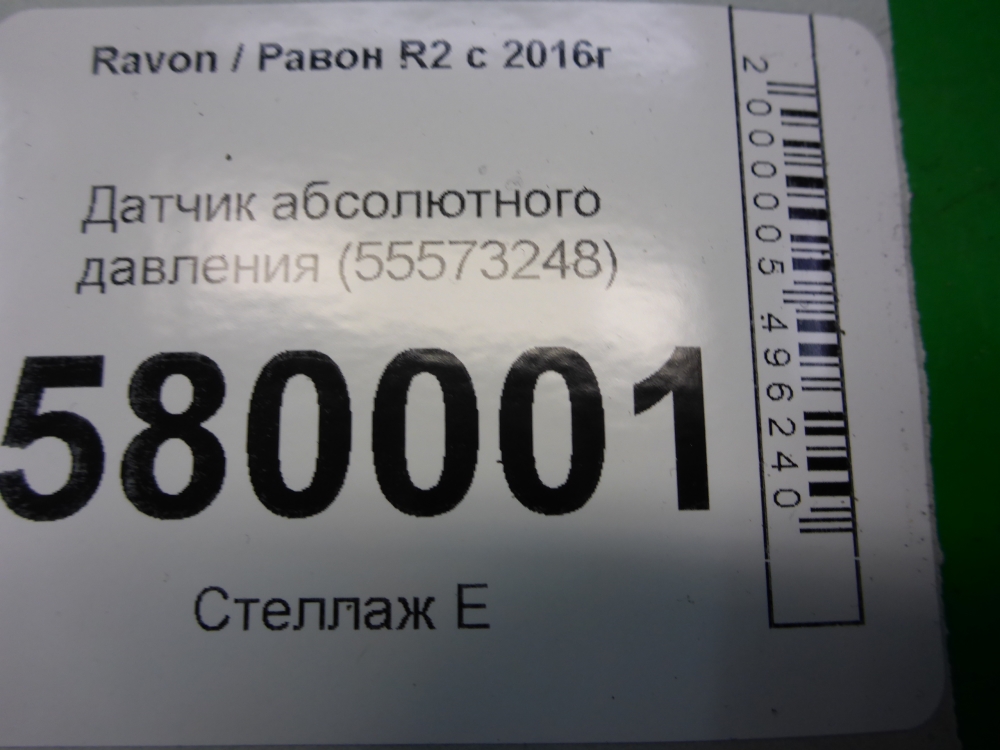 Ravon / Равон R2 с 2016г
Датчик абсолютного
давления (55573248)
580001
Стеллаж Е
2000005496240